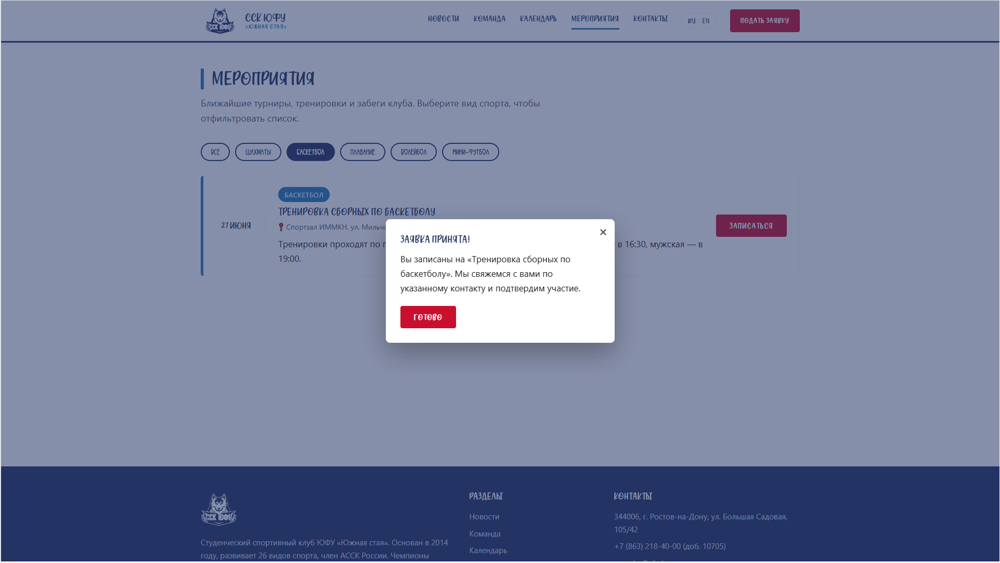 ССК ЮФУ
«ЮЖНАЯ СТАЯ»
НОВОСТИ
КОМАНДА
КАЛЕНДАРЬ
МЕРОПРИЯТИЯ
КОНТАКТЫ
RU EN
ПОДАТЬ ЗАЯВКУ
ССК ЮФУ
МЕРОПРИЯТИЯ
Ближайшие турниры, тренировки и забеги клуба. Выберите вид спорта, чтобы
отфильтровать список.
ВСЕ
ШАХМАТЫ
БАСКЕТБОЛ
ПЛАВАНИЕ
ВОЛЕЙБОЛ
МИНИ-ФУТБОЛ
БАСКЕТБОЛ
27 ИЮНЯ
ТРЕНИРОВКА СБОРНЫХ ПО БАСКЕТБОЛУ
Спортзал ИММКН, ул.
Тренировки проходят по в 16:30, мужская — в
19:00.
ЗАПИСАТЬСЯ
ЗАЯВКА ПРИНЯТА!
Вы записаны на «Тренировка сборных по
баскетболу». Мы свяжемся с вами по
указанному контакту и подтвердим участие.
ГОТОВО
ССК ЮФУ
Студенческий спортивный клуб ЮФУ «Южная стая». Основан в 2014
году, развивает 26 видов спорта, член АССК России. Чемпионы
РАЗДЕЛЫ
Новости
Команда
Календарь
КОНТАКТЫ
344006, г. Ростов-на-Дону, ул. Большая Садовая,
105/42
+7 (863) 218-40-00 (доб. 10705)